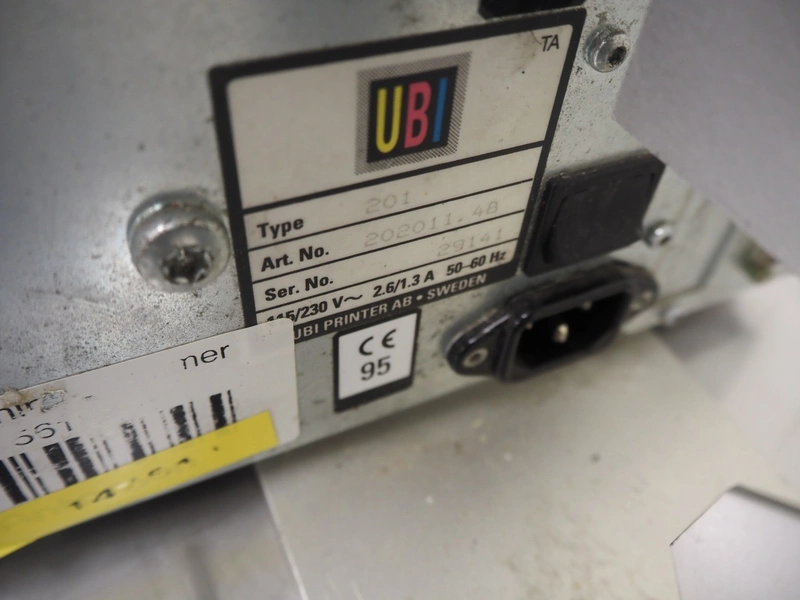 TA
UBI
Type 201
Art. No. 202011.48
Ser. No. 29141
115/230 V~ 2.6/1.3 A 50-60 Hz
UBI PRINTER AB • SWEDEN
CE
95
ner